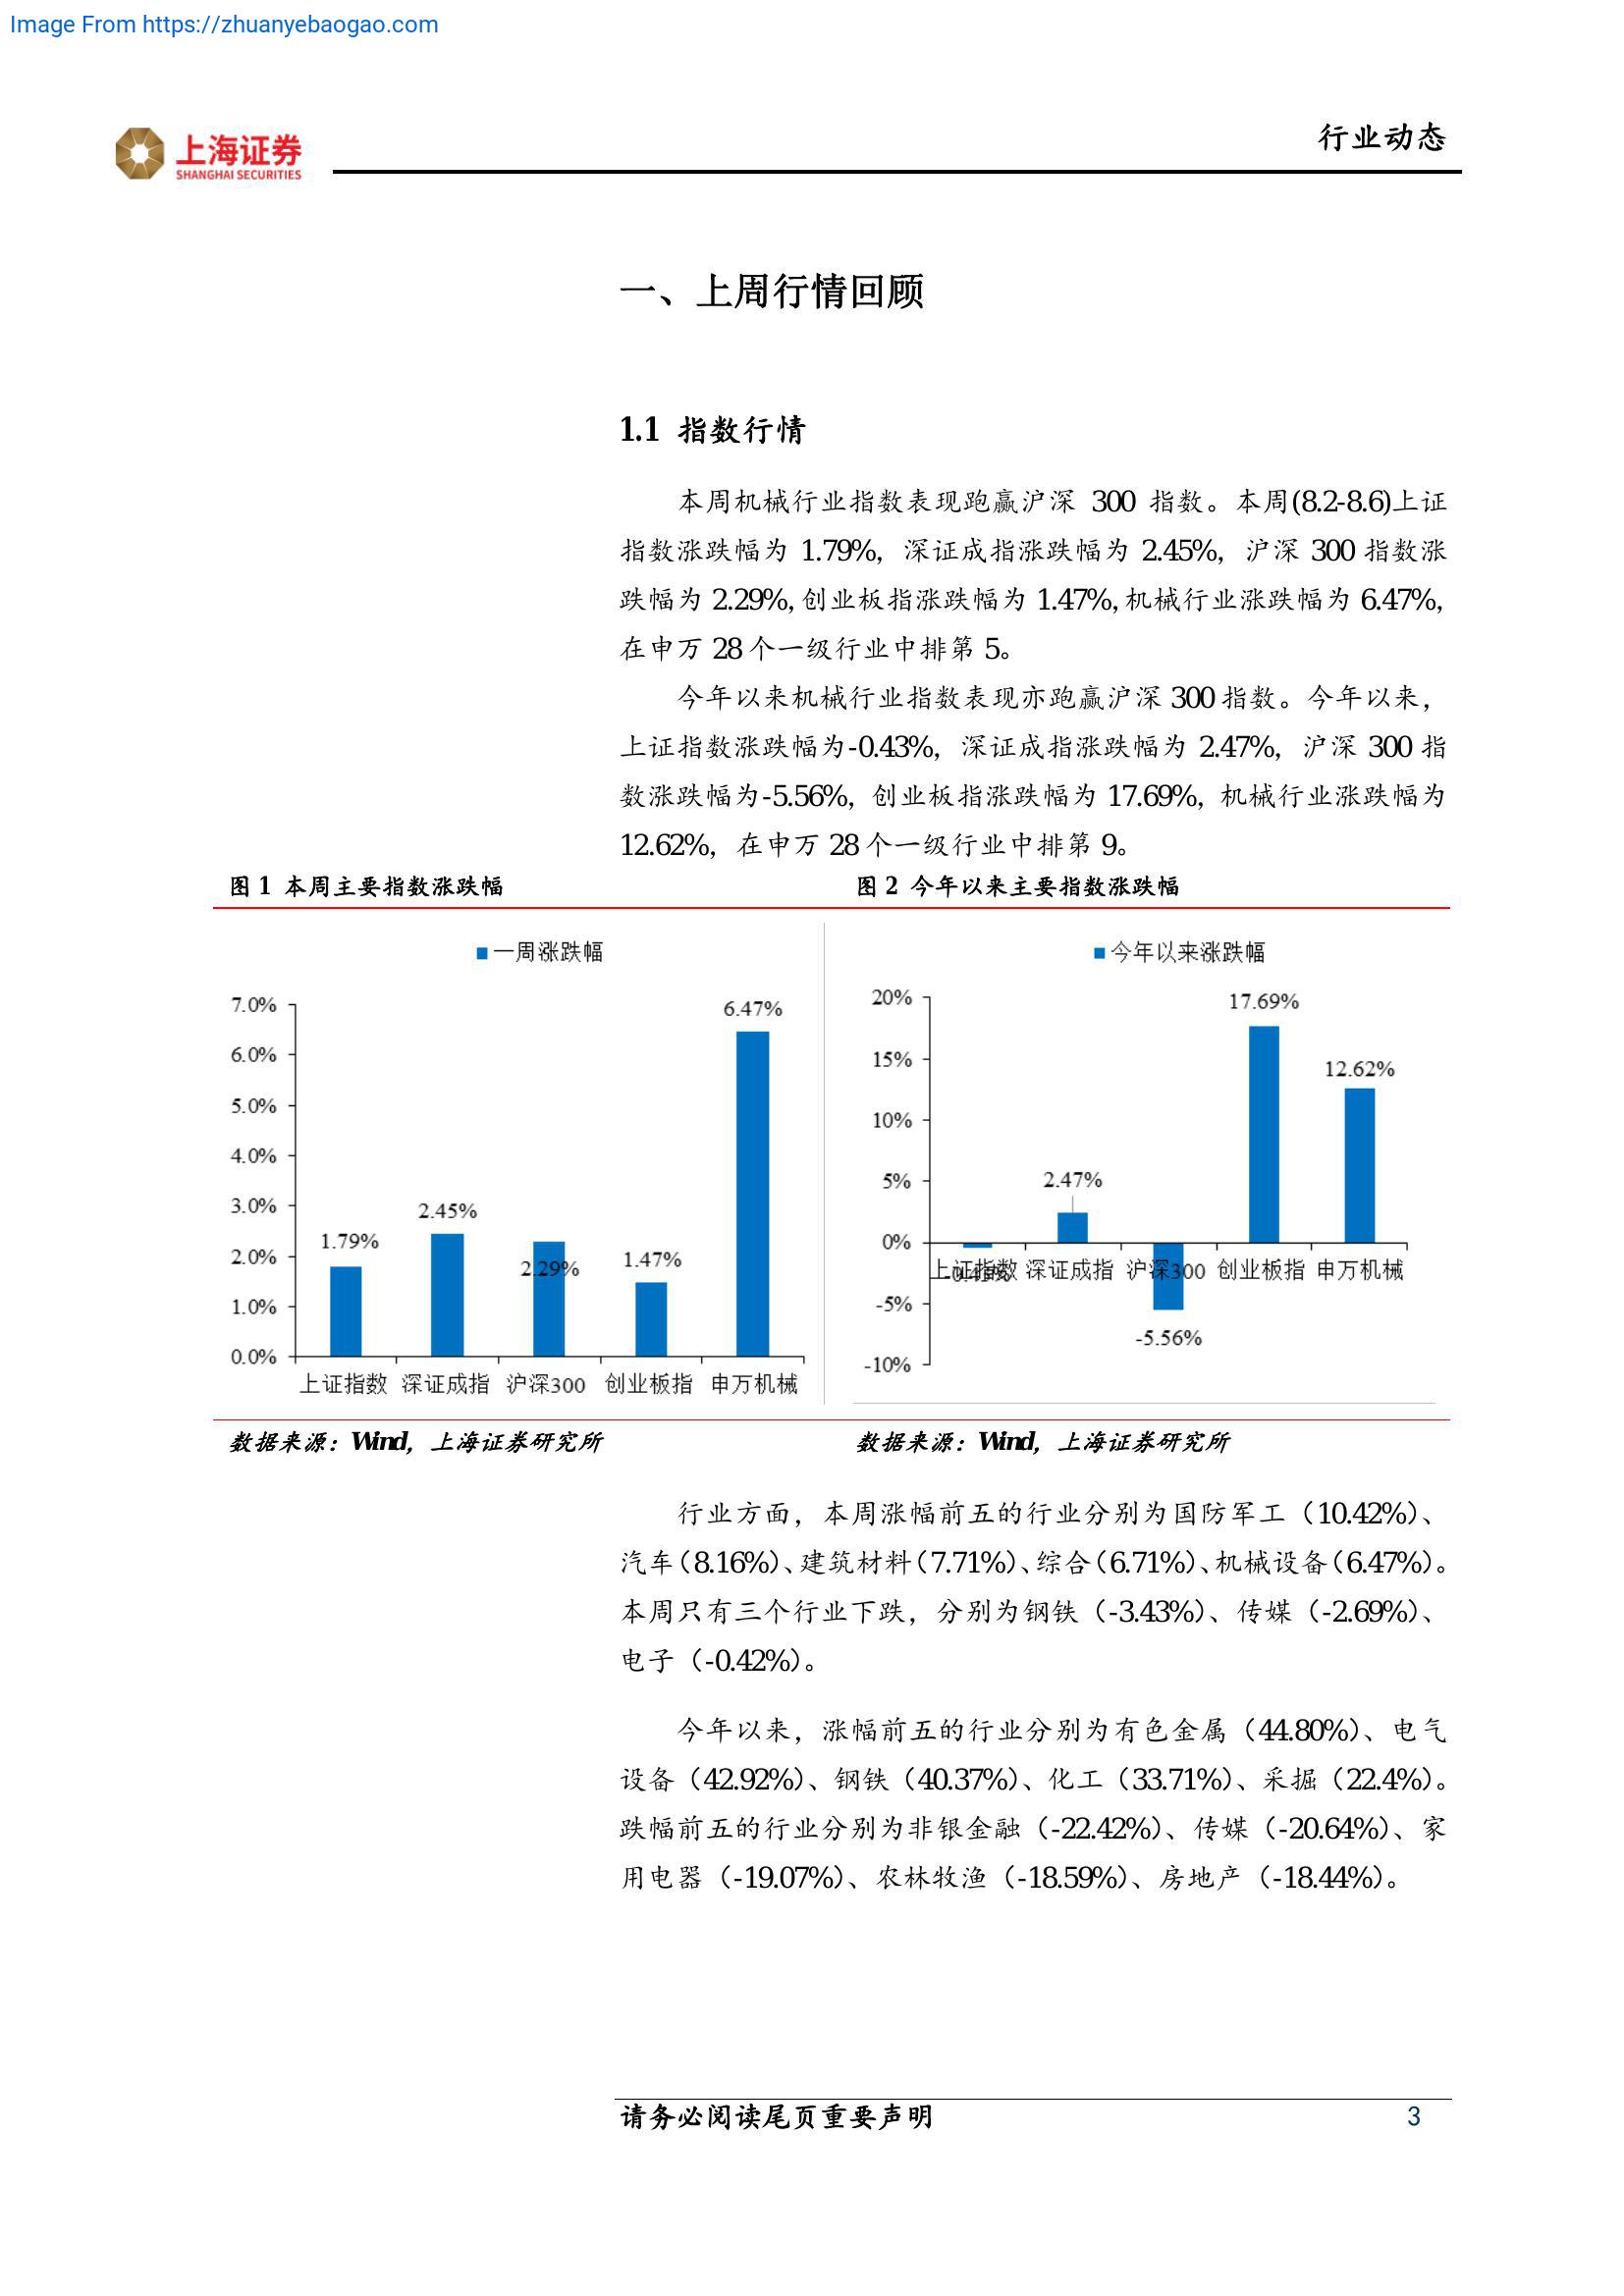 Image From https://zhuanyebaogao.com
上海证券
SHANGHAI SECURITIES
行业动态
一、上周行情回顾
1.1 指数行情
本周机械行业指数表现跑赢沪深 300 指数。本周(8.2-8.6)上证
指数涨跌幅为 1.79%，深证成指涨跌幅为 2.45%，沪深 300 指数涨
跌幅为 2.29%,创业板指涨跌幅为 1.47%,机械行业涨跌幅为 6.47%,
在申万 28 个一级行业中排第 5。
今年以来机械行业指数表现亦跑赢沪深 300 指数。今年以来，
上证指数涨跌幅为-0.43%，深证成指涨跌幅为 2.47%，沪深 300 指
数涨跌幅为-5.56%，创业板指涨跌幅为 17.69%，机械行业涨跌幅为
12.62%，在申万 28 个一级行业中排第 9。
图 1 本周主要指数涨跌幅
一周涨跌幅
7.0%
6.0%
5.0%
4.0%
3.0%
2.0%
1.0%
0.0%
1.79%
2.45%
2.29%
1.47%
6.47%
上证指数 深证成指 沪深300 创业板指 申万机械
数据来源：Wind，上海证券研究所
图 2 今年以来主要指数涨跌幅
今年以来涨跌幅
20%
15%
10%
5%
0%
-5%
-10%
-0.43%
2.47%
-5.56%
17.69%
12.62%
上证指数 深证成指 沪深300 创业板指 申万机械
数据来源：Wind，上海证券研究所
行业方面，本周涨幅前五的行业分别为国防军工（10.42%）、
汽车（8.16%）、建筑材料（7.71%）、综合（6.71%）、机械设备（6.47%）。
本周只有三个行业下跌，分别为钢铁（-3.43%）、传媒（-2.69%）、
电子（-0.42%）。
今年以来，涨幅前五的行业分别为有色金属（44.80%）、电气
设备（42.92%）、钢铁（40.37%）、化工（33.71%）、采掘（22.4%）。
跌幅前五的行业分别为非银金融（-22.42%）、传媒（-20.64%）、家
用电器（-19.07%）、农林牧渔（-18.59%）、房地产（-18.44%）。
请务必阅读尾页重要声明
3